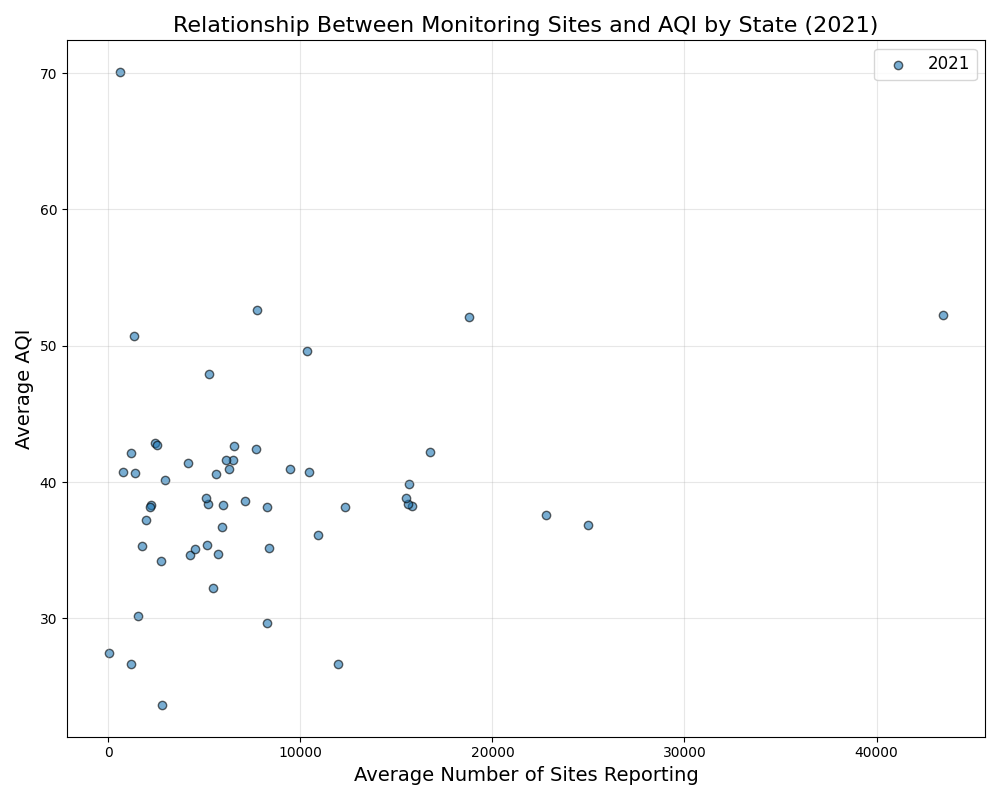 Relationship Between Monitoring Sites and AQI by State (2021)
2021
70
60
50
40
30
Average AQI
0 10000 20000 30000 40000
Average Number of Sites Reporting